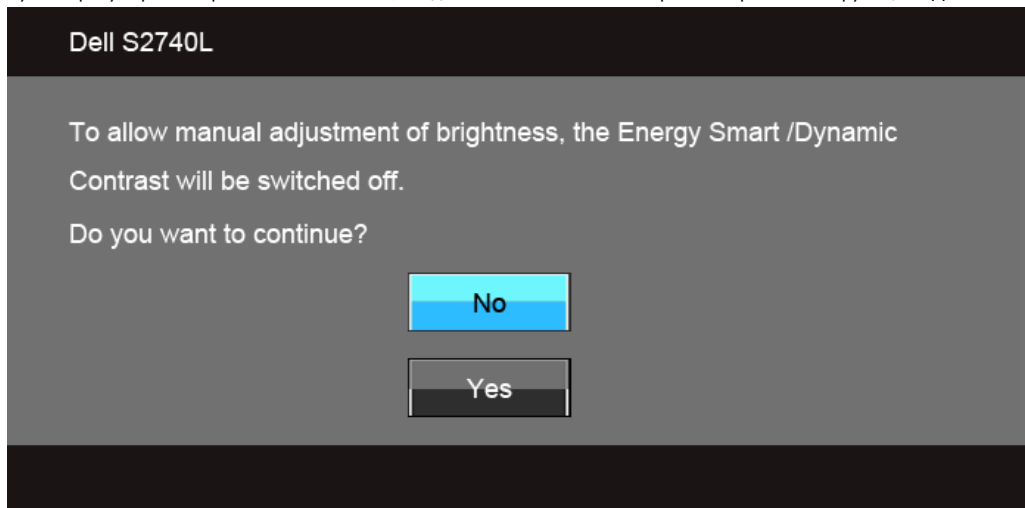 Dell S2740L
To allow manual adjustment of brightness, the Energy Smart /Dynamic
Contrast will be switched off.
Do you want to continue?
No
Yes